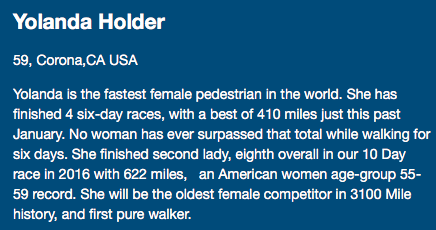 Yolanda Holder
59, Corona,CA USA
Yolanda is the fastest female pedestrian in the world. She has
finished 4 six-day races, with a best of 410 miles just this past
January. No woman has ever surpassed that total while walking for
six days. She finished second lady, eighth overall in our 10 Day
race in 2016 with 622 miles,   an American women age-group 55-
59 record. She will be the oldest female competitor in 3100 Mile
history, and first pure walker.